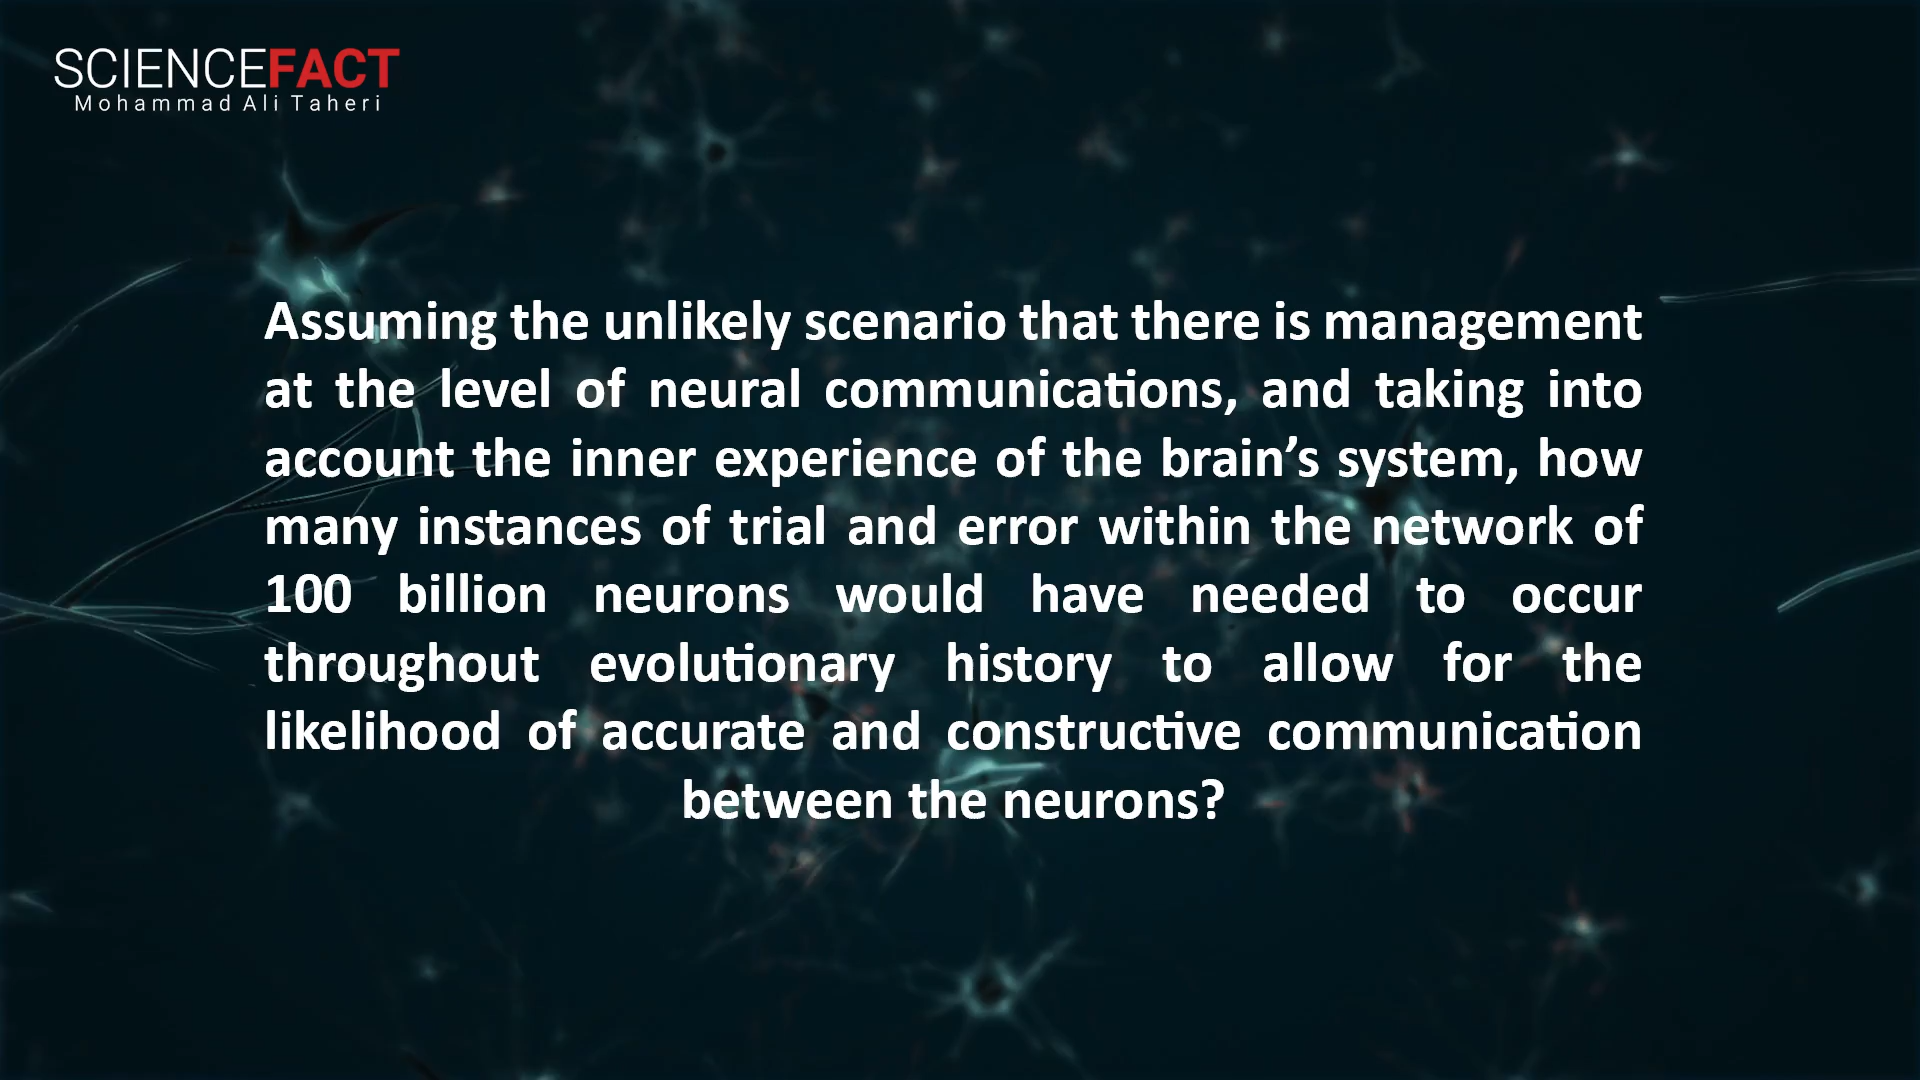 SCIENCEFACT
Mohammad Ali Taheri
Assuming the unlikely scenario that there is management
at the level of neural communications, and taking into
account the inner experience of the brain’s system, how
many instances of trial and error within the network of
100 billion neurons would have needed to occur
throughout evolutionary history to allow for the
likelihood of accurate and constructive communication
between the neurons?